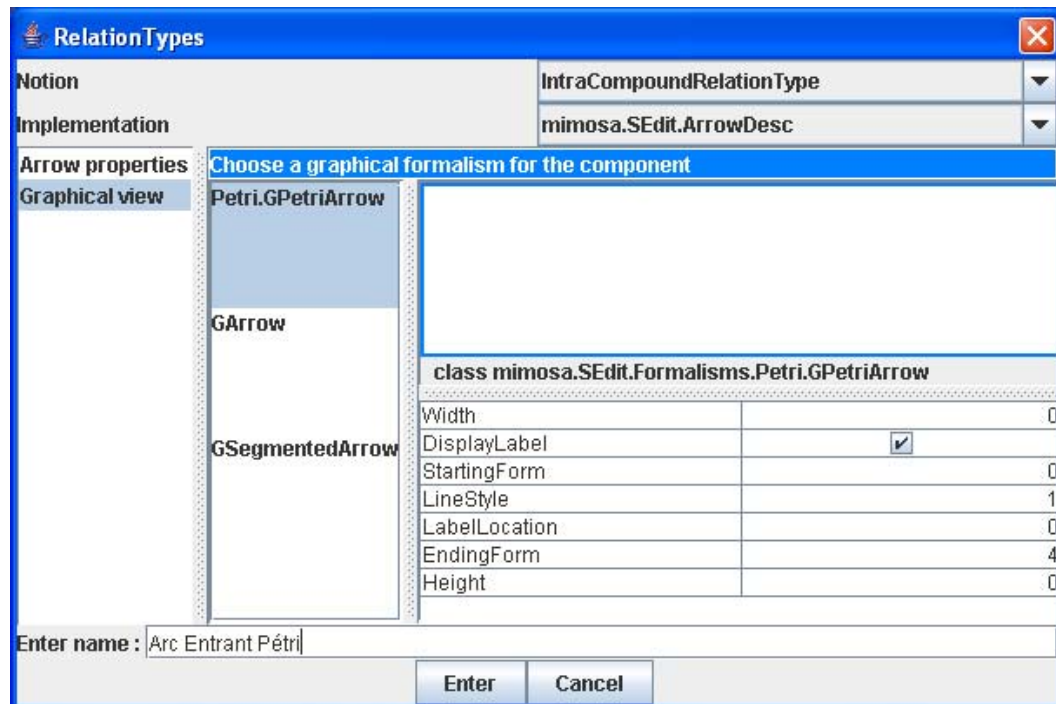 RelationTypes
Notion
IntraCompoundRelationType
Implementation
mimosa.SEdit.ArrowDesc
Arrow properties
Graphical view
Choose a graphical formalism for the component
Petri.GPetriArrow
GArrow
GSegmentedArrow
class mimosa.SEdit.Formalisms.Petri.GPetriArrow
Width 0
DisplayLabel
StartingForm 0
LineStyle 1
LabelLocation 0
EndingForm 4
Height 0
Enter name : Arc Entrant Pétri
Enter Cancel